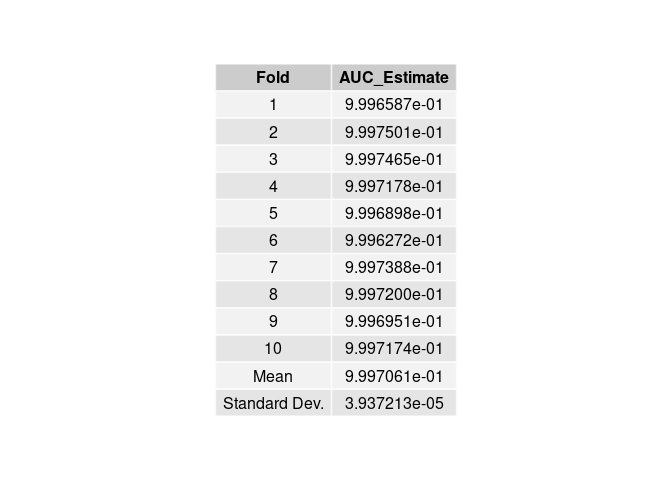 Fold AUC_Estimate
1 9.996587e-01
2 9.997501e-01
3 9.997465e-01
4 9.997178e-01
5 9.996898e-01
6 9.996272e-01
7 9.997388e-01
8 9.997200e-01
9 9.996951e-01
10 9.997174e-01
Mean 9.997061e-01
Standard Dev. 3.937213e-05